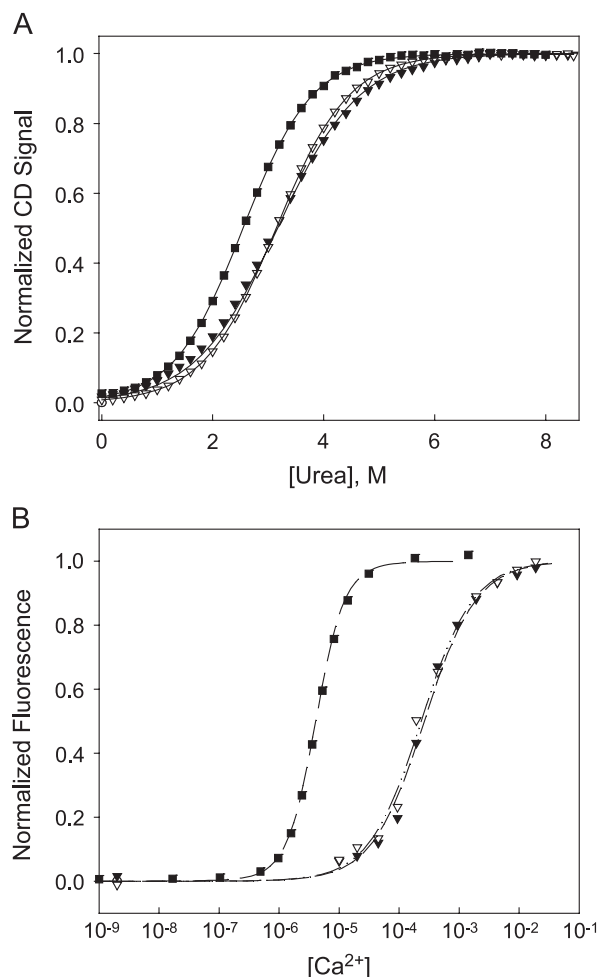 A
Normalized CD Signal
1.0
0.8
0.6
0.4
0.2
0.0
0 2 4 6 8
[Urea], M
B
Normalized Fluorescence
1.0
0.8
0.6
0.4
0.2
0.0
10⁻⁹ 10⁻⁸ 10⁻⁷ 10⁻⁶ 10⁻⁵ 10⁻⁴ 10⁻³ 10⁻² 10⁻¹
[Ca²⁺]